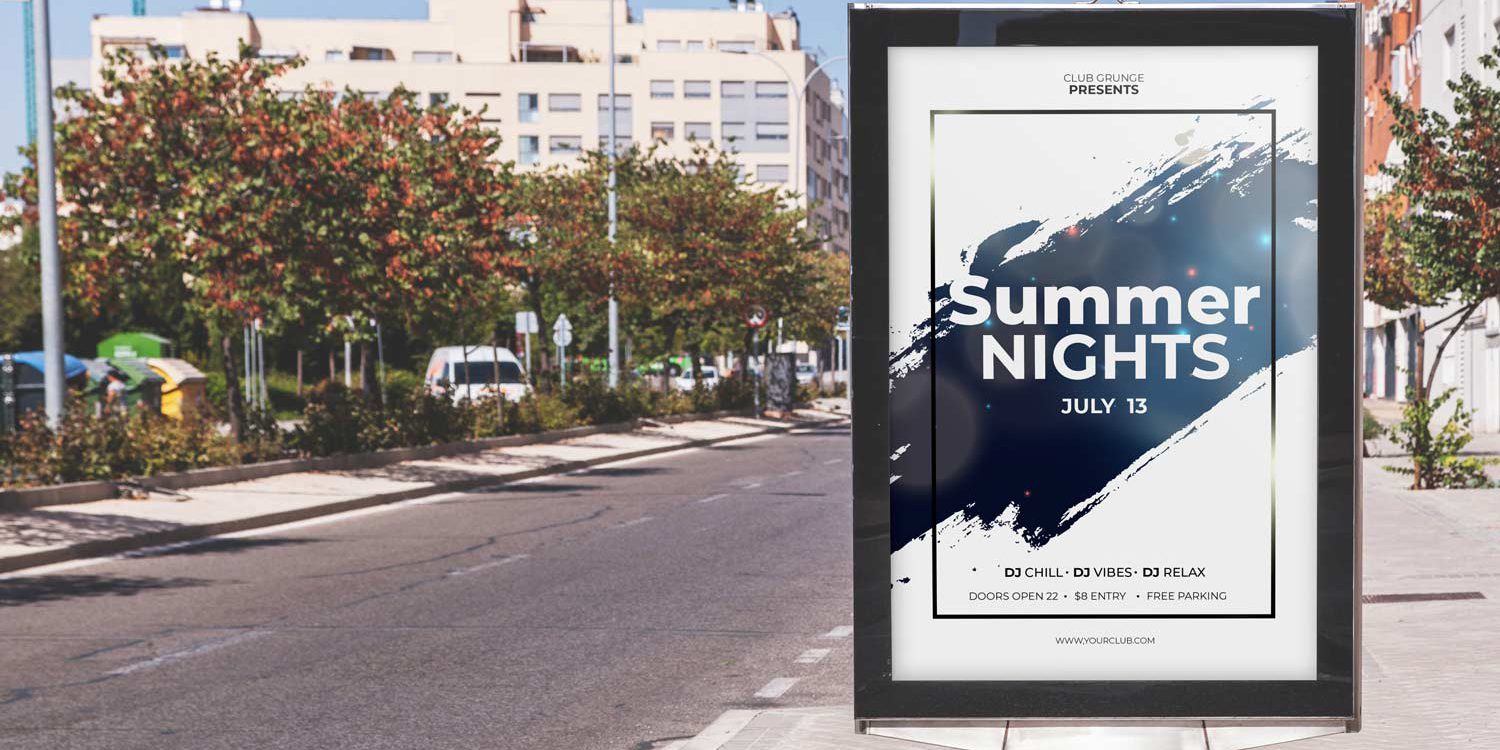 CLUB GRUNGE
PRESENTS
Summer
NIGHTS
JULY 13
DJ CHILL • DJ VIBES • DJ RELAX
DOORS OPEN 22 • $8 ENTRY • FREE PARKING
WWW,YOURCLUB.COM